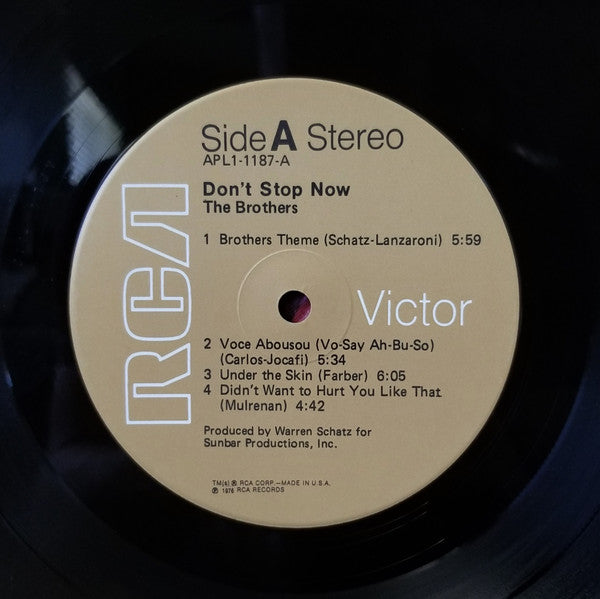 Side A Stereo
APL1-1187-A
Don't Stop Now
The Brothers
1 Brothers Theme (Schatz-Lanzaroni) 5:59
RCA
Victor
2 Voce Abousou (Vo-Say Ah-Bu-So)
(Carlos-Jocafi) 5:34
3 Under the Skin (Farber) 6:05
4 Didn't Want to Hurt You Like That
(Mulrenan) 4:42
Produced by Warren Schatz for
Sunbar Productions, Inc.
TM(s) ® RCA CORP.—MADE IN U.S.A.
℗ 1976 RCA RECORDS